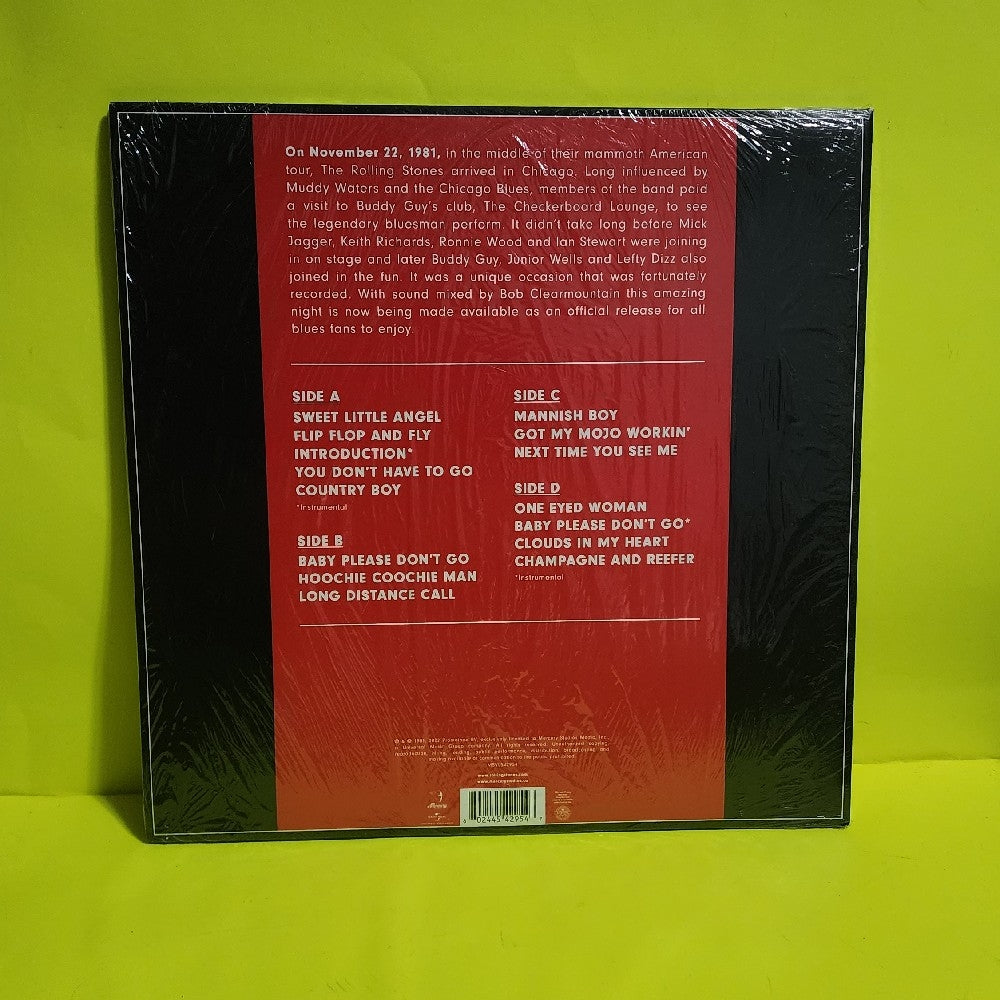 On November 22, 1981, in the middle of their mammoth American
tour, The Rolling Stones arrived in Chicago. Long influenced by
Muddy Waters and the Chicago Blues, members of the band paid
a visit to Buddy Guy's club, The Checkerboard Lounge, to see
the legendary bluesman perform. It didn't take long before Mick
Jagger, Keith Richards, Ronnie Wood and Ian Stewart were joining
in on stage and later Buddy Guy, Junior Wells and Lefty Dizz also
joined in the fun. It was a unique occasion that was fortunately
recorded. With sound mixed by Bob Clearmountain this amazing
night is now being made available as an official release for all
blues fans to enjoy.
SIDE A
SWEET LITTLE ANGEL
FLIP FLOP AND FLY
INTRODUCTION*
YOU DON'T HAVE TO GO
COUNTRY BOY
*Instrumental
SIDE B
BABY PLEASE DON'T GO
HOOCHIE COOCHIE MAN
LONG DISTANCE CALL
SIDE C
MANNISH BOY
GOT MY MOJO WORKIN'
NEXT TIME YOU SEE ME
SIDE D
ONE EYED WOMAN
BABY PLEASE DON'T GO*
CLOUDS IN MY HEART
CHAMPAGNE AND REEFER
*Instrumental
www.rollingstones.com
6 02445 42954 7